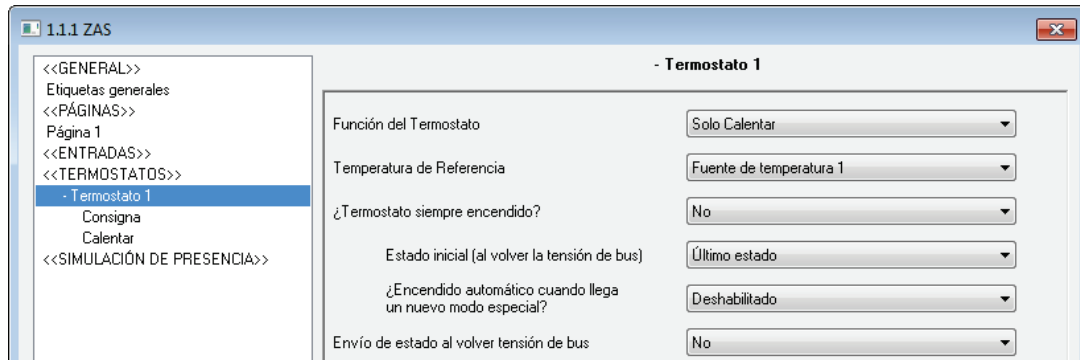 1.1.1 ZAS
<<GENERAL>>
Etiquetas generales
<<PÁGINAS>>
Página 1
<<ENTRADAS>>
<<TERMOSTATOS>>
- Termostato 1
Consigna
Calentar
<<SIMULACIÓN DE PRESENCIA>>
- Termostato 1
Función del Termostato Solo Calentar
Temperatura de Referencia Fuente de temperatura 1
¿Termostato siempre encendido? No
Estado inicial (al volver la tensión de bus) Último estado
¿Encendido automático cuando llega
un nuevo modo especial? Deshabilitado
Envío de estado al volver tensión de bus No